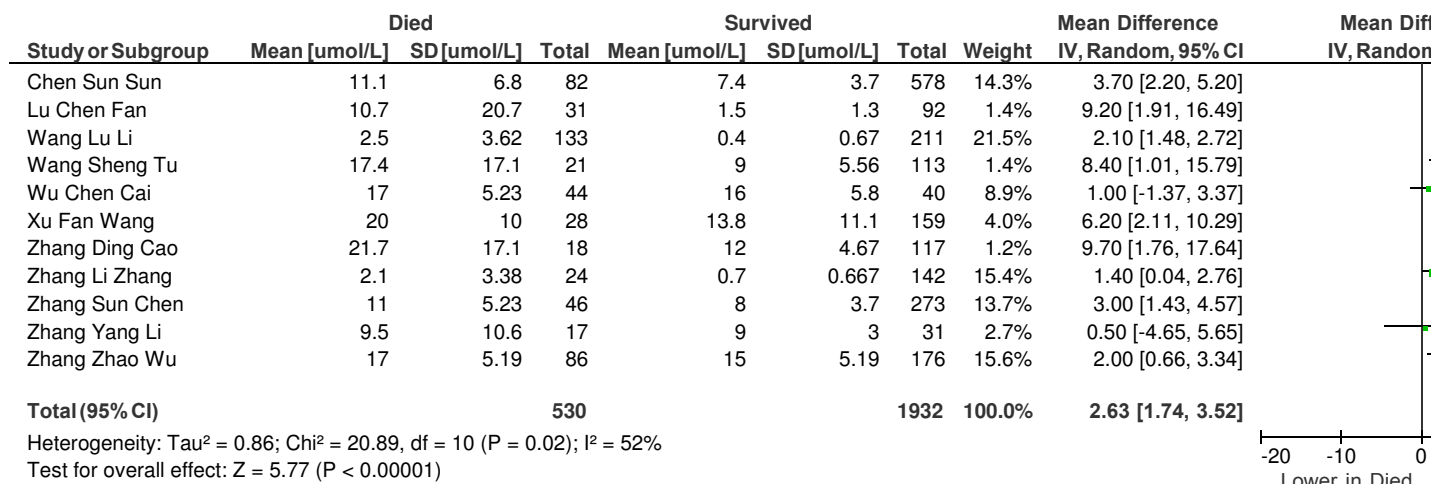 Died Survived Mean Difference Mean Diff
Study or Subgroup Mean [umol/L] SD [umol/L] Total Mean [umol/L] SD [umol/L] Total Weight IV, Random, 95% CI IV, Random
Chen Sun Sun 11.1 6.8 82 7.4 3.7 578 14.3% 3.70 [2.20, 5.20]
Lu Chen Fan 10.7 20.7 31 1.5 1.3 92 1.4% 9.20 [1.91, 16.49]
Wang Lu Li 2.5 3.62 133 0.4 0.67 211 21.5% 2.10 [1.48, 2.72]
Wang Sheng Tu 17.4 17.1 21 9 5.56 113 1.4% 8.40 [1.01, 15.79]
Wu Chen Cai 17 5.23 44 16 5.8 40 8.9% 1.00 [-1.37, 3.37]
Xu Fan Wang 20 10 28 13.8 11.1 159 4.0% 6.20 [2.11, 10.29]
Zhang Ding Cao 21.7 17.1 18 12 4.67 117 1.2% 9.70 [1.76, 17.64]
Zhang Li Zhang 2.1 3.38 24 0.7 0.667 142 15.4% 1.40 [0.04, 2.76]
Zhang Sun Chen 11 5.23 46 8 3.7 273 13.7% 3.00 [1.43, 4.57]
Zhang Yang Li 9.5 10.6 17 9 3 31 2.7% 0.50 [-4.65, 5.65]
Zhang Zhao Wu 17 5.19 86 15 5.19 176 15.6% 2.00 [0.66, 3.34]
Total (95% CI) 530 1932 100.0% 2.63 [1.74, 3.52]
Heterogeneity: Tau² = 0.86; Chi² = 20.89, df = 10 (P = 0.02); I² = 52%
Test for overall effect: Z = 5.77 (P < 0.00001)
-20 -10 0
Lower in Died